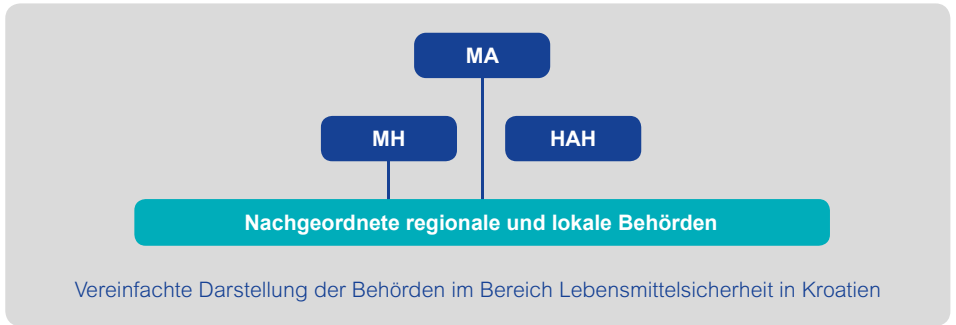 MA
MH
HAH
Nachgeordnete regionale und lokale Behörden
Vereinfachte Darstellung der Behörden im Bereich Lebensmittelsicherheit in Kroatien